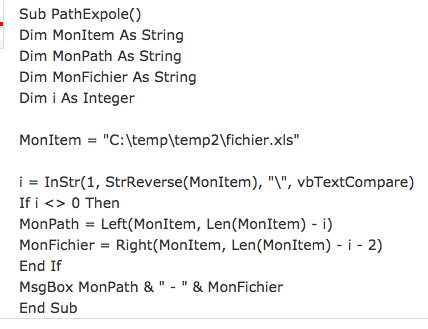 Sub PathExpole()
Dim MonItem As String
Dim MonPath As String
Dim MonFichier As String
Dim i As Integer
MonItem = "C:\temp\temp2\fichier.xls"
i = InStr(1, StrReverse(MonItem), "\", vbTextCompare)
If i <> 0 Then
MonPath = Left(MonItem, Len(MonItem) - i)
MonFichier = Right(MonItem, Len(MonItem) - i - 2)
End If
MsgBox MonPath & " - " & MonFichier
End Sub